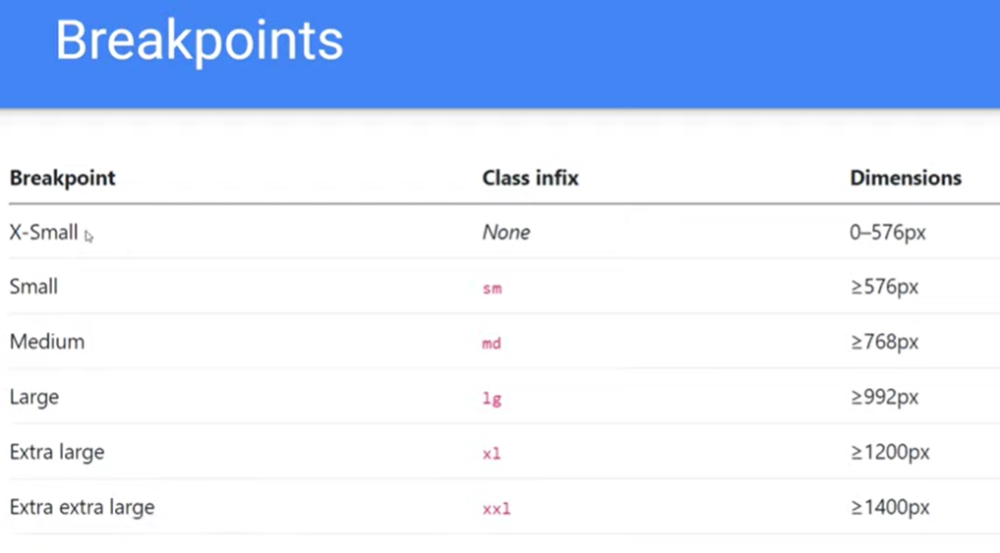 Breakpoints
Breakpoint Class infix Dimensions
X-Small None 0–576px
Small sm ≥576px
Medium md ≥768px
Large lg ≥992px
Extra large xl ≥1200px
Extra extra large xxl ≥1400px